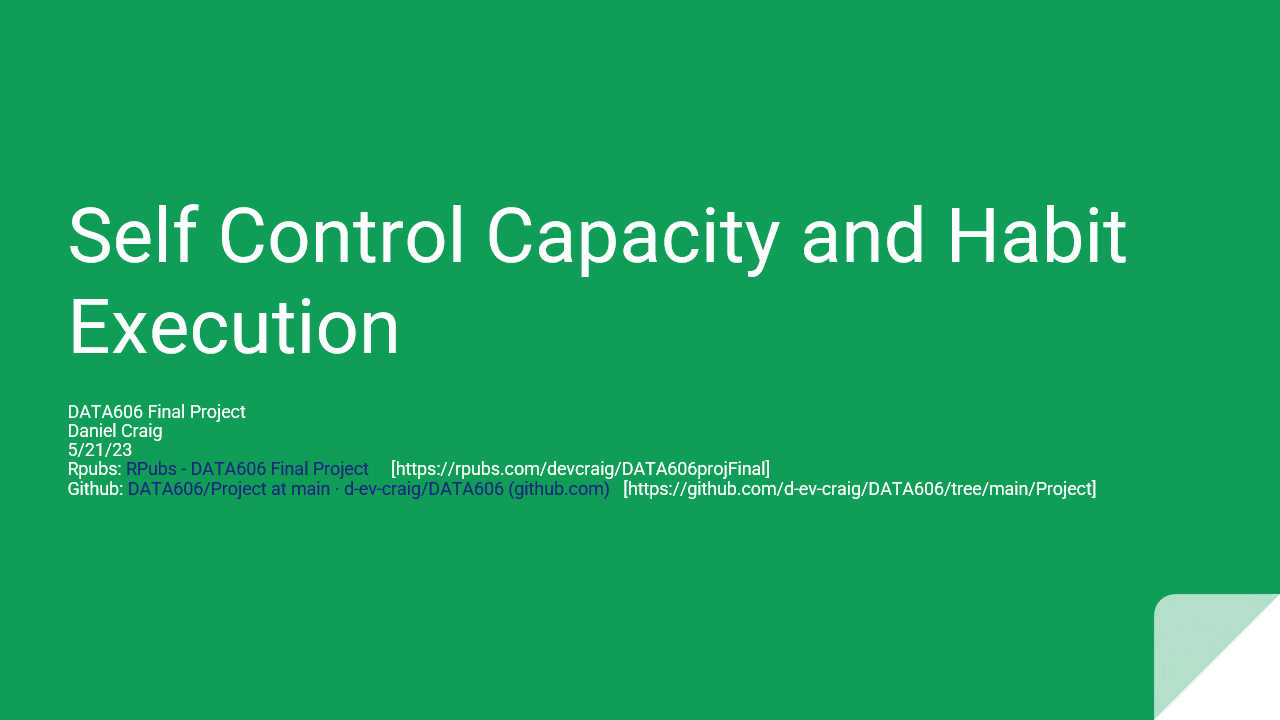 Self Control Capacity and Habit
Execution
DATA606 Final Project
Daniel Craig
5/21/23
Rpubs: RPubs - DATA606 Final Project [https://rpubs.com/devcraig/DATA606projFinal]
Github: DATA606/Project at main · d-ev-craig/DATA606 (github.com) [https://github.com/d-ev-craig/DATA606/tree/main/Project]